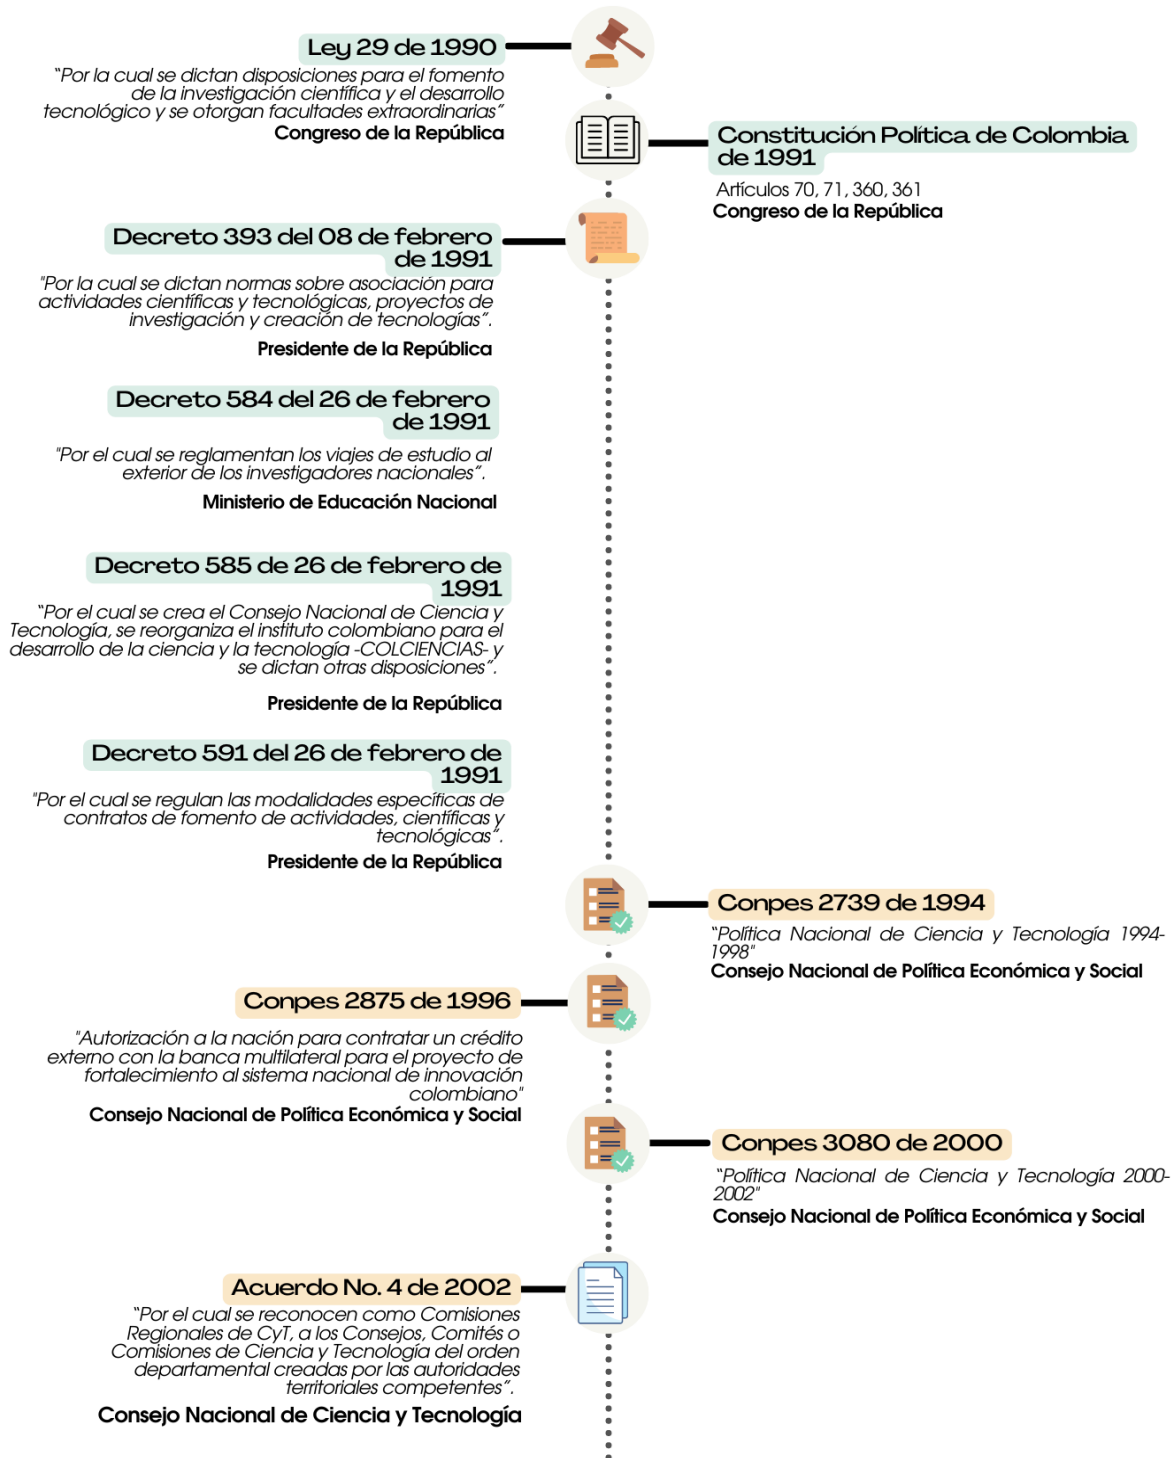 Ley 29 de 1990
“Por la cual se dictan disposiciones para el fomento
de la investigación científica y el desarrollo
tecnológico y se otorgan facultades extraordinarias”
Congreso de la República
Constitución Política de Colombia
de 1991
Artículos 70, 71, 360, 361
Congreso de la República
Decreto 393 del 08 de febrero
de 1991
"Por la cual se dictan normas sobre asociación para
actividades científicas y tecnológicas, proyectos de
investigación y creación de tecnologías”.
Presidente de la República
Decreto 584 del 26 de febrero
de 1991
"Por el cual se reglamentan los viajes de estudio al
exterior de los investigadores nacionales”.
Ministerio de Educación Nacional
Decreto 585 de 26 de febrero de
1991
“Por el cual se crea el Consejo Nacional de Ciencia y
Tecnología, se reorganiza el instituto colombiano para el
desarrollo de la ciencia y la tecnología -COLCIENCIAS- y
se dictan otras disposiciones”.
Presidente de la República
Decreto 591 del 26 de febrero de
1991
"Por el cual se regulan las modalidades específicas de
contratos de fomento de actividades, científicas y
tecnológicas”.
Presidente de la República
Conpes 2739 de 1994
“Política Nacional de Ciencia y Tecnología 1994-
1998"
Consejo Nacional de Política Económica y Social
Conpes 2875 de 1996
"Autorización a la nación para contratar un crédito
externo con la banca multilateral para el proyecto de
fortalecimiento al sistema nacional de innovación
colombiano"
Consejo Nacional de Política Económica y Social
Conpes 3080 de 2000
“Política Nacional de Ciencia y Tecnología 2000-
2002"
Consejo Nacional de Política Económica y Social
Acuerdo No. 4 de 2002
“Por el cual se reconocen como Comisiones
Regionales de CyT, a los Consejos, Comités o
Comisiones de Ciencia y Tecnología del orden
departamental creadas por las autoridades
territoriales competentes”.
Consejo Nacional de Ciencia y Tecnología